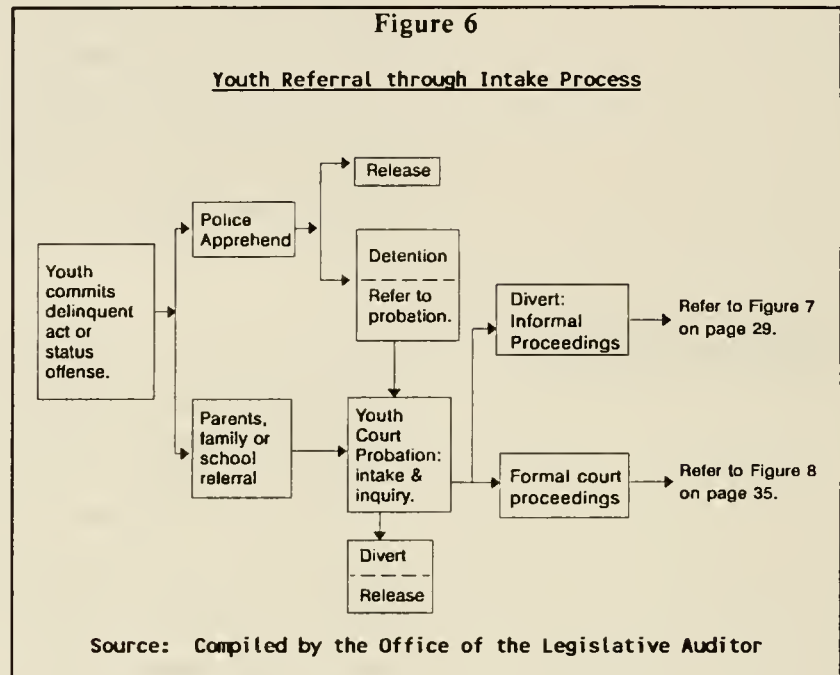 Figure 6
Youth Referral through Intake Process
Release
Police
Apprehend
Youth
commits
delinquent
act or
status
offense.
Detention
Refer to
probation.
Divert:
Informal
Proceedings
Refer to Figure 7
on page 29.
Parents,
family or
school
referral
Youth
Court
Probation:
intake &
inquiry.
Formal court
proceedings
Refer to Figure 8
on page 35.
Divert
Release
Source: Compiled by the Office of the Legislative Auditor